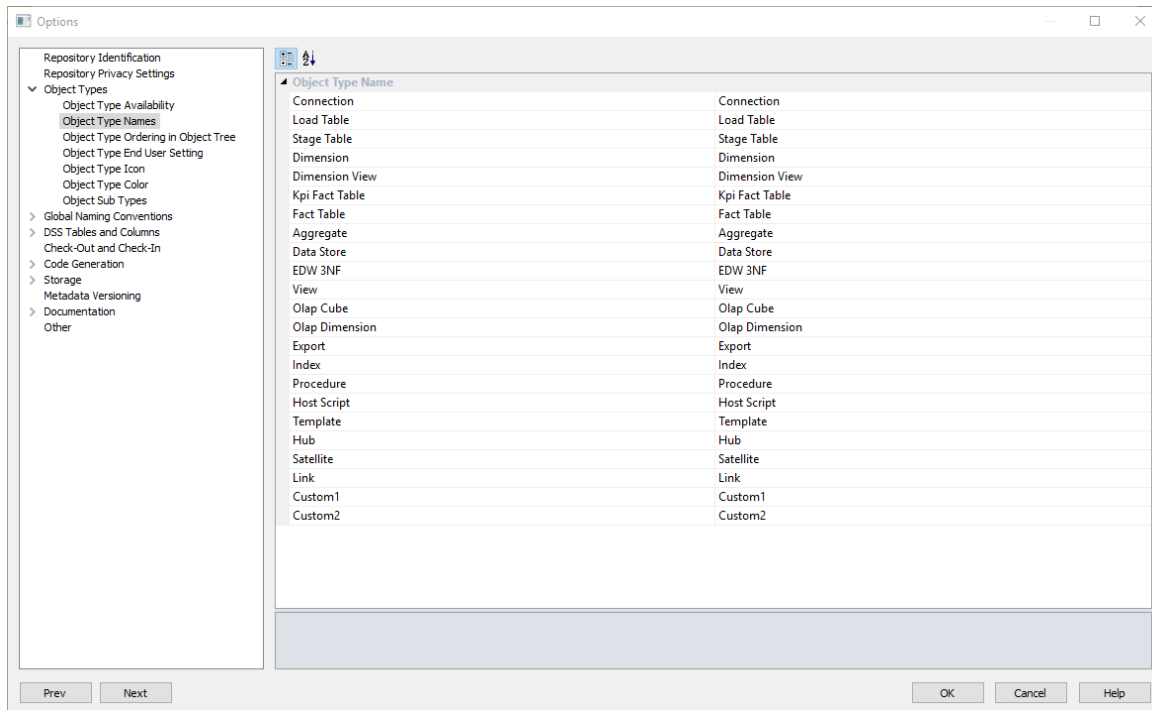 Options
Repository Identification
Repository Privacy Settings
Object Types
Object Type Availability
Object Type Names
Object Type Ordering in Object Tree
Object Type End User Setting
Object Type Icon
Object Type Color
Object Sub Types
Global Naming Conventions
DSS Tables and Columns
Check-Out and Check-In
Code Generation
Storage
Metadata Versioning
Documentation
Other
Object Type Name
Connection Connection
Load Table Load Table
Stage Table Stage Table
Dimension Dimension
Dimension View Dimension View
Kpi Fact Table Kpi Fact Table
Fact Table Fact Table
Aggregate Aggregate
Data Store Data Store
EDW 3NF EDW 3NF
View View
Olap Cube Olap Cube
Olap Dimension Olap Dimension
Export Export
Index Index
Procedure Procedure
Host Script Host Script
Template Template
Hub Hub
Satellite Satellite
Link Link
Custom1 Custom1
Custom2 Custom2
Prev Next OK Cancel Help